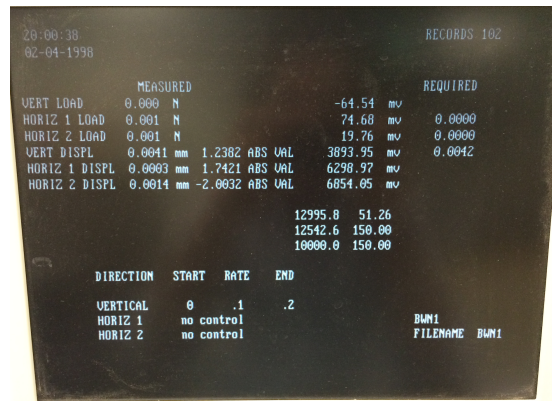 20:00:38 RECORDS 102
02-04-1998
MEASURED REQUIRED
VERT LOAD 0.000 N -64.54 mv
HORIZ 1 LOAD 0.001 N 74.68 mv 0.0000
HORIZ 2 LOAD 0.001 N 19.76 mv 0.0000
VERT DISPL 0.0041 mm 1.2382 ABS VAL 3893.95 mv 0.0042
HORIZ 1 DISPL 0.0003 mm 1.7421 ABS VAL 6298.97 mv
HORIZ 2 DISPL 0.0014 mm -2.0032 ABS VAL 6854.05 mv
12995.8 51.26
12542.6 150.00
10000.0 150.00
DIRECTION START RATE END
VERTICAL 0 .1 .2
HORIZ 1 no control BWN1
HORIZ 2 no control FILENAME BWN1